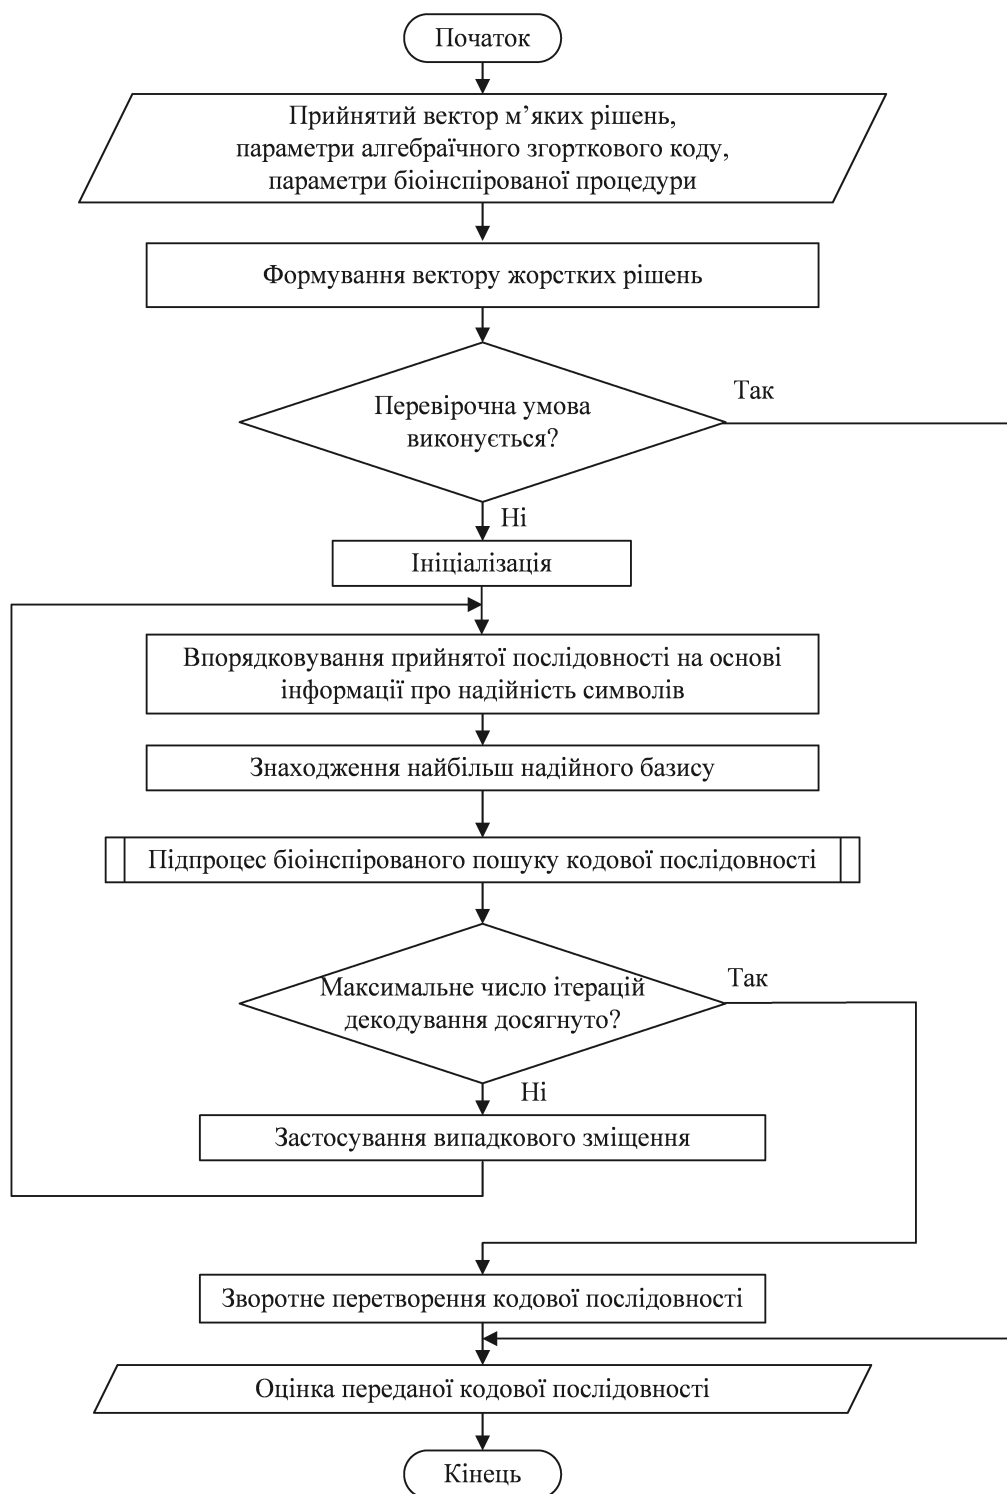 Початок
Прийнятий вектор м’яких рішень,
параметри алгебраїчного згорткового коду,
параметри біоінспірованої процедури
Формування вектору жорстких рішень
Перевірочна умова
виконується?
Так
Ні
Ініціалізація
Впорядковування прийнятої послідовності на основі
інформації про надійність символів
Знаходження найбільш надійного базису
Підпроцес біоінспірованого пошуку кодової послідовності
Максимальне число ітерацій
декодування досягнуто?
Так
Ні
Застосування випадкового зміщення
Зворотне перетворення кодової послідовності
Оцінка переданої кодової послідовності
Кінець